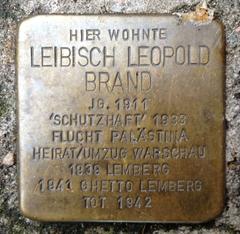 HIER WOHNTE
LEIBISCH LEOPOLD
BRAND
JG. 1911
'SCHUTZHAFT' 1933
FLUCHT PALÄSTINA
HEIRAT/UMZUG WARSCHAU
1939 LEMBERG
1941 GHETTO LEMBERG
TOT 1942